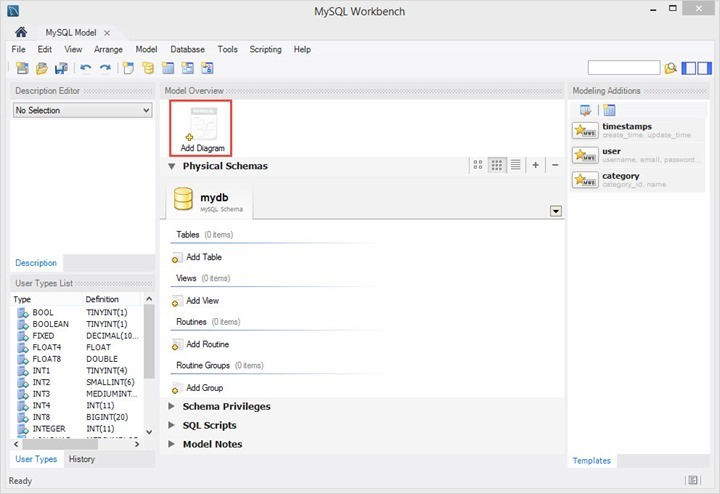 MySQL Workbench
MySQL Model
File Edit View Arrange Model Database Tools Scripting Help
Description Editor
No Selection
Description
User Types List
Type Definition
BOOL TINYINT(1)
BOOLEAN TINYINT(1)
FIXED DECIMAL(10...
FLOAT4 FLOAT
FLOAT8 DOUBLE
INT1 TINYINT(4)
INT2 SMALLINT(6)
INT3 MEDIUMINT...
INT4 INT(11)
INT8 BIGINT(20)
INTEGER INT(11)
User Types History
Model Overview
Add Diagram
Physical Schemas
mydb
MySQL Schema
Tables (0 items)
Add Table
Views (0 items)
Add View
Routines (0 items)
Add Routine
Routine Groups (0 items)
Add Group
Schema Privileges
SQL Scripts
Model Notes
Modeling Additions
timestamps
create_time, update_time
user
username, email, password...
category
category_id, name
Templates
Ready